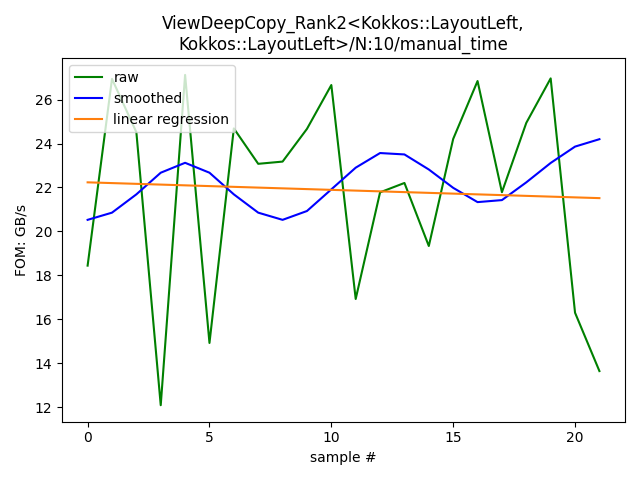 ViewDeepCopy_Rank2<Kokkos::LayoutLeft,
Kokkos::LayoutLeft>/N:10/manual_time
raw
smoothed
linear regression
FOM: GB/s
26
24
22
20
18
16
14
12
0
5
10
15
20
sample #